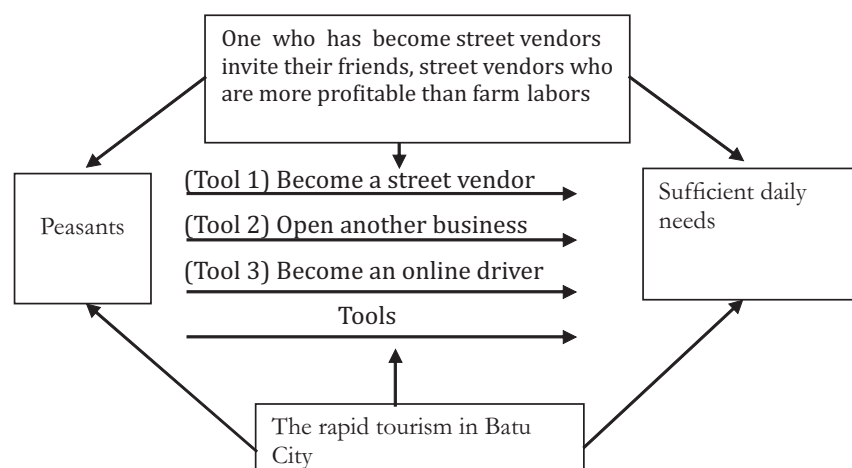 One who has become street vendors
invite their friends, street vendors who
are more profitable than farm labors
(Tool 1) Become a street vendor
Peasants
Sufficient daily
needs
(Tool 2) Open another business
(Tool 3) Become an online driver
Tools
The rapid tourism in Batu
City